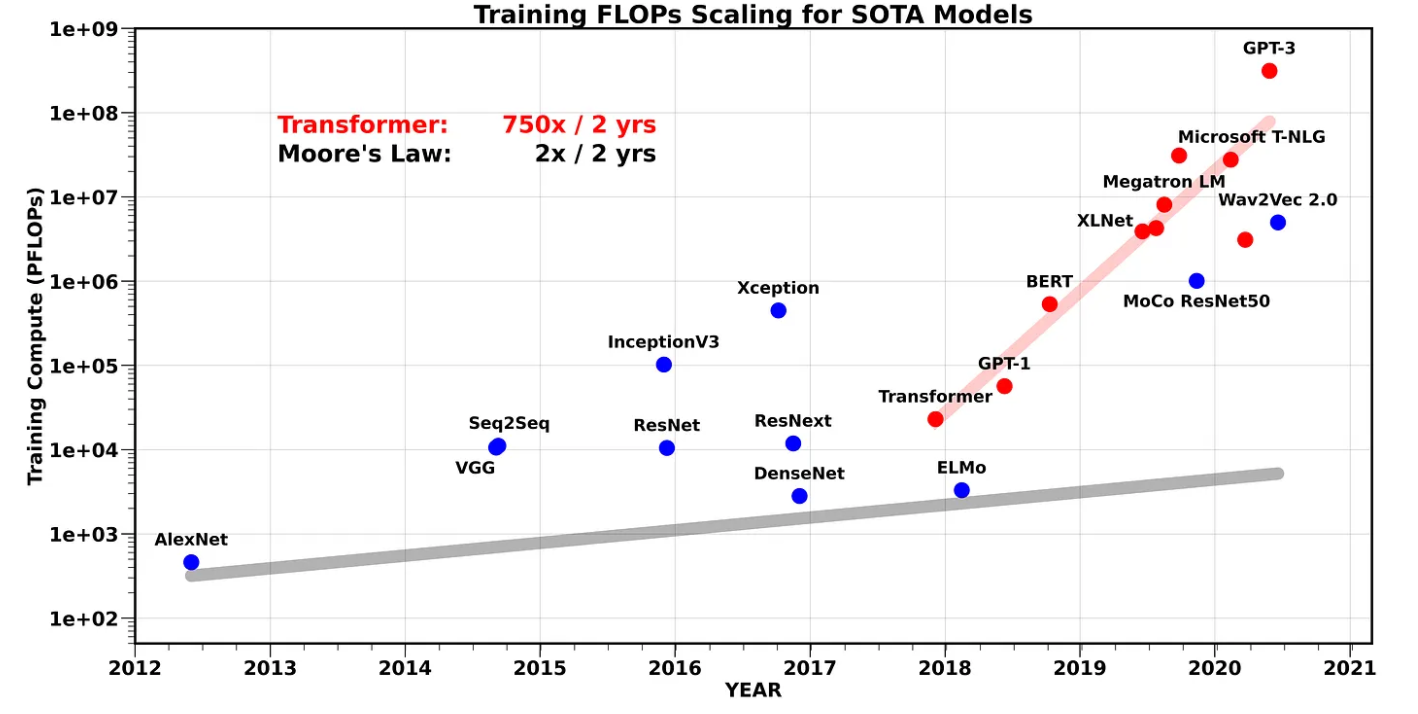 Training FLOPs Scaling for SOTA Models
1e+09
GPT-3
1e+08
Transformer: 750x / 2 yrs
Moore's Law: 2x / 2 yrs
Microsoft T-NLG
Megatron LM
1e+07
Wav2Vec 2.0
XLNet
1e+06
BERT
Xception
MoCo ResNet50
InceptionV3
1e+05
GPT-1
Transformer
Seq2Seq
ResNet
ResNext
1e+04
VGG
DenseNet
ELMo
1e+03
AlexNet
1e+02
Training Compute (PFLOPs)
2012 2013 2014 2015 2016 2017 2018 2019 2020 2021
YEAR